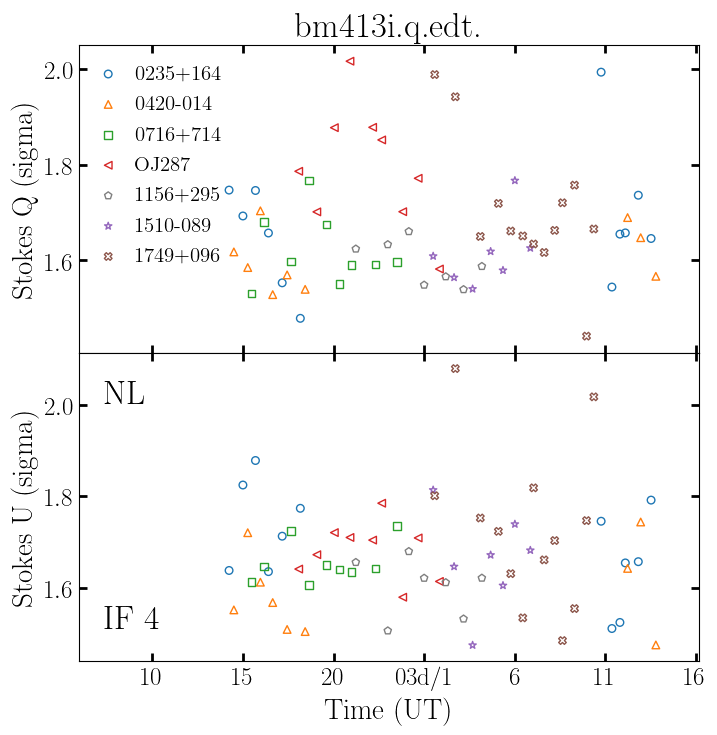 bm413i.q.edt.
Stokes Q (sigma)
2.0
1.8
1.6
0235+164
0420-014
0716+714
OJ287
1156+295
1510-089
1749+096
Stokes U (sigma)
2.0
1.8
1.6
NL
IF 4
10 15 20 03d/1 6 11 16
Time (UT)